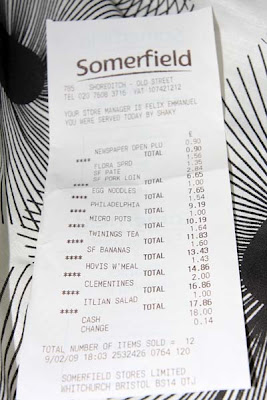 Somerfield
785 SHOREDITCH - OLD STREET
TEL 020 7608 3716 VAT 107421212
YOUR STORE MANAGER IS FELIX EMMANUEL
YOU WERE SERVED TODAY BY SHAKY
£
NEWSPAPER OPEN PLU 0.90
**** TOTAL 0.90
FLORA SPRD 1.56
SF PATE 1.35
SF PORK LOIN 2.84
**** TOTAL 6.65
EGG NOODLES 1.00
**** TOTAL 7.65
PHILADELPHIA 1.54
**** TOTAL 9.19
MICRO POTS 1.00
**** TOTAL 10.19
TWININGS TEA 1.64
**** TOTAL 11.83
SF BANANAS 1.60
**** TOTAL 13.43
HOVIS W'MEAL 1.43
**** TOTAL 14.86
CLEMENTINES 2.00
**** TOTAL 16.86
ITLIAN SALAD 1.00
**** TOTAL 17.86
CASH 18.00
CHANGE 0.14
TOTAL NUMBER OF ITEMS SOLD = 12
9/02/09 18:03 2532426 0764 120
SOMERFIELD STORES LIMITED
WHITCHURCH BRISTOL BS14 0TJ